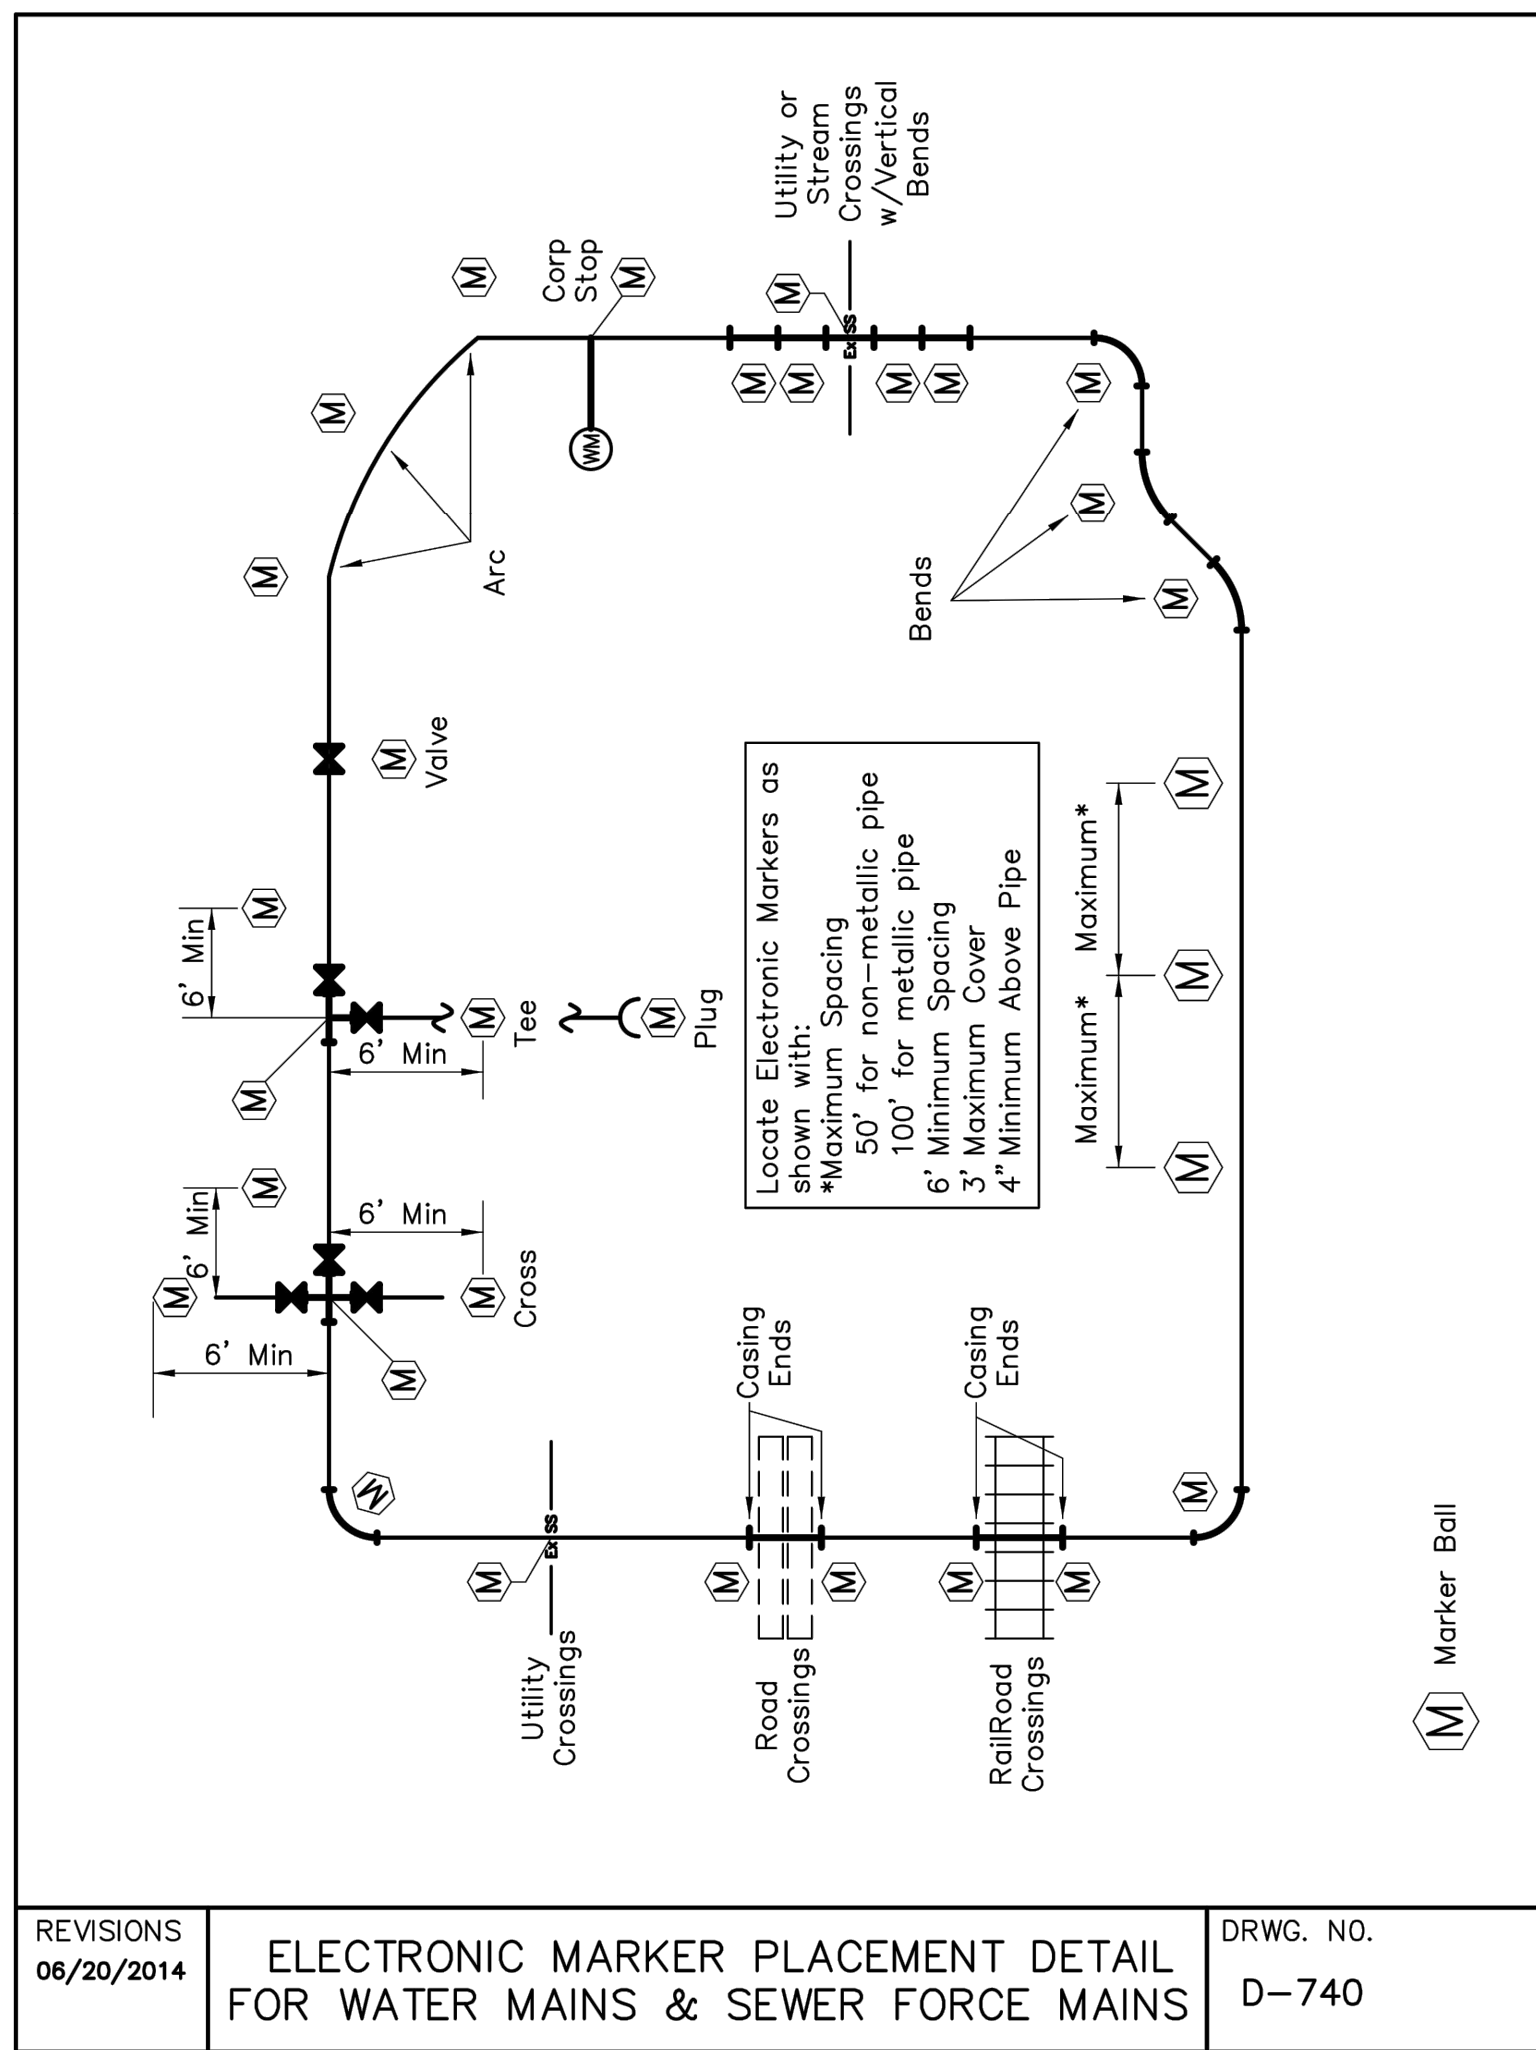 Utility or
Stream
Crossings
w/Vertical
Bends
Corp
Stop
M
M
M
M
M
M
M
M
M
M
M
M
M
Ex SS
WM
Arc
Bends
M
Valve
M
6' Min
M
M
Tee
6' Min
M
Plug
M
6' Min
M
6' Min
M
Cross
6' Min
M
M
Locate Electronic Markers as
shown with:
*Maximum Spacing
50' for non-metallic pipe
100' for metallic pipe
6' Minimum Spacing
3' Maximum Cover
4" Minimum Above Pipe
Maximum*
Maximum*
M
M
M
Casing
Ends
Casing
Ends
M
M
Ex SS
M
M
M
M
M
Utility
Crossings
Road
Crossings
RailRoad
Crossings
M Marker Ball
REVISIONS
06/20/2014
ELECTRONIC MARKER PLACEMENT DETAIL
FOR WATER MAINS & SEWER FORCE MAINS
DRWG. NO.
D-740